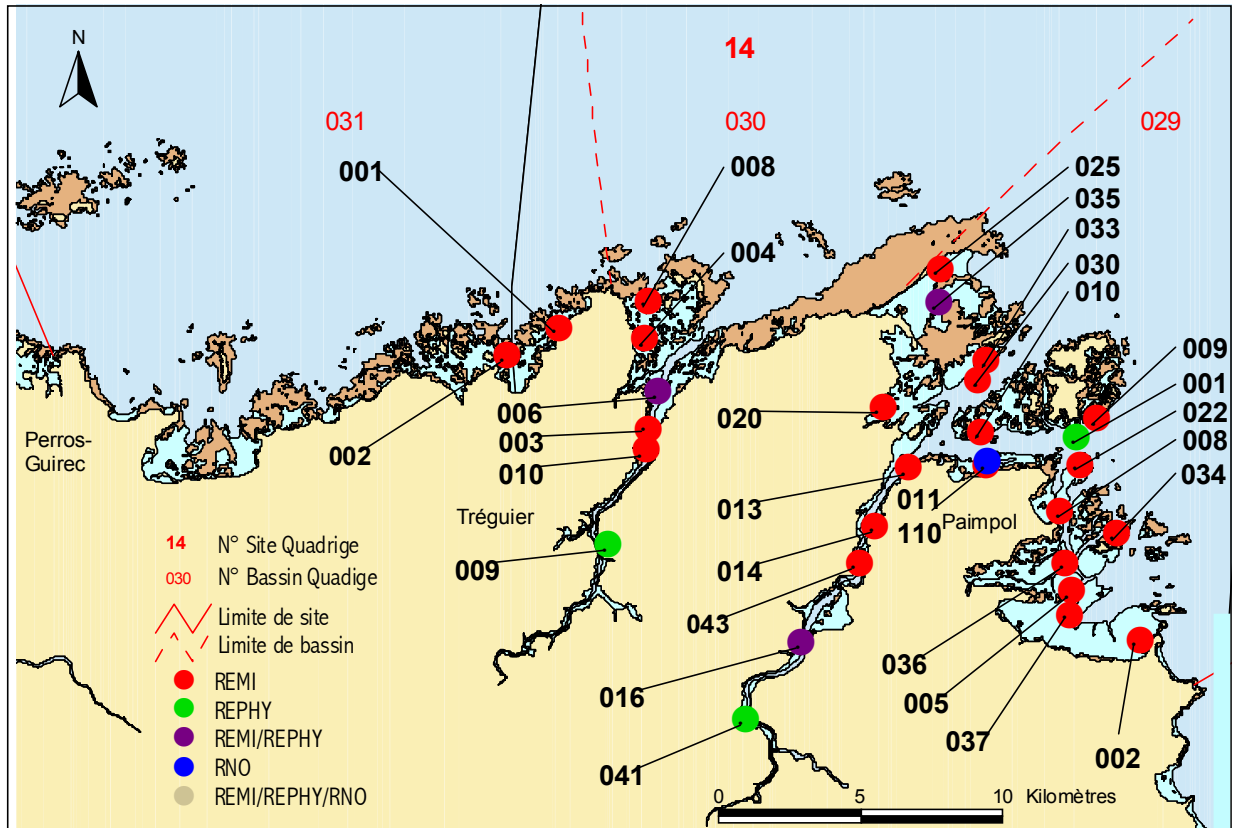 N
14
031
030
029
001
008
025
035
004
033
030
010
009
001
022
008
034
006
003
010
002
020
Perros-
Guirec
013
011
110
Paimpol
Tréguier
009
014
043
016
041
036
005
037
002
14 N° Site Quadrige
030 N° Bassin Quadige
Limite de site
Limite de bassin
REMI
REPHY
REMI/REPHY
RNO
REMI/REPHY/RNO
0 5 10 Kilomètres